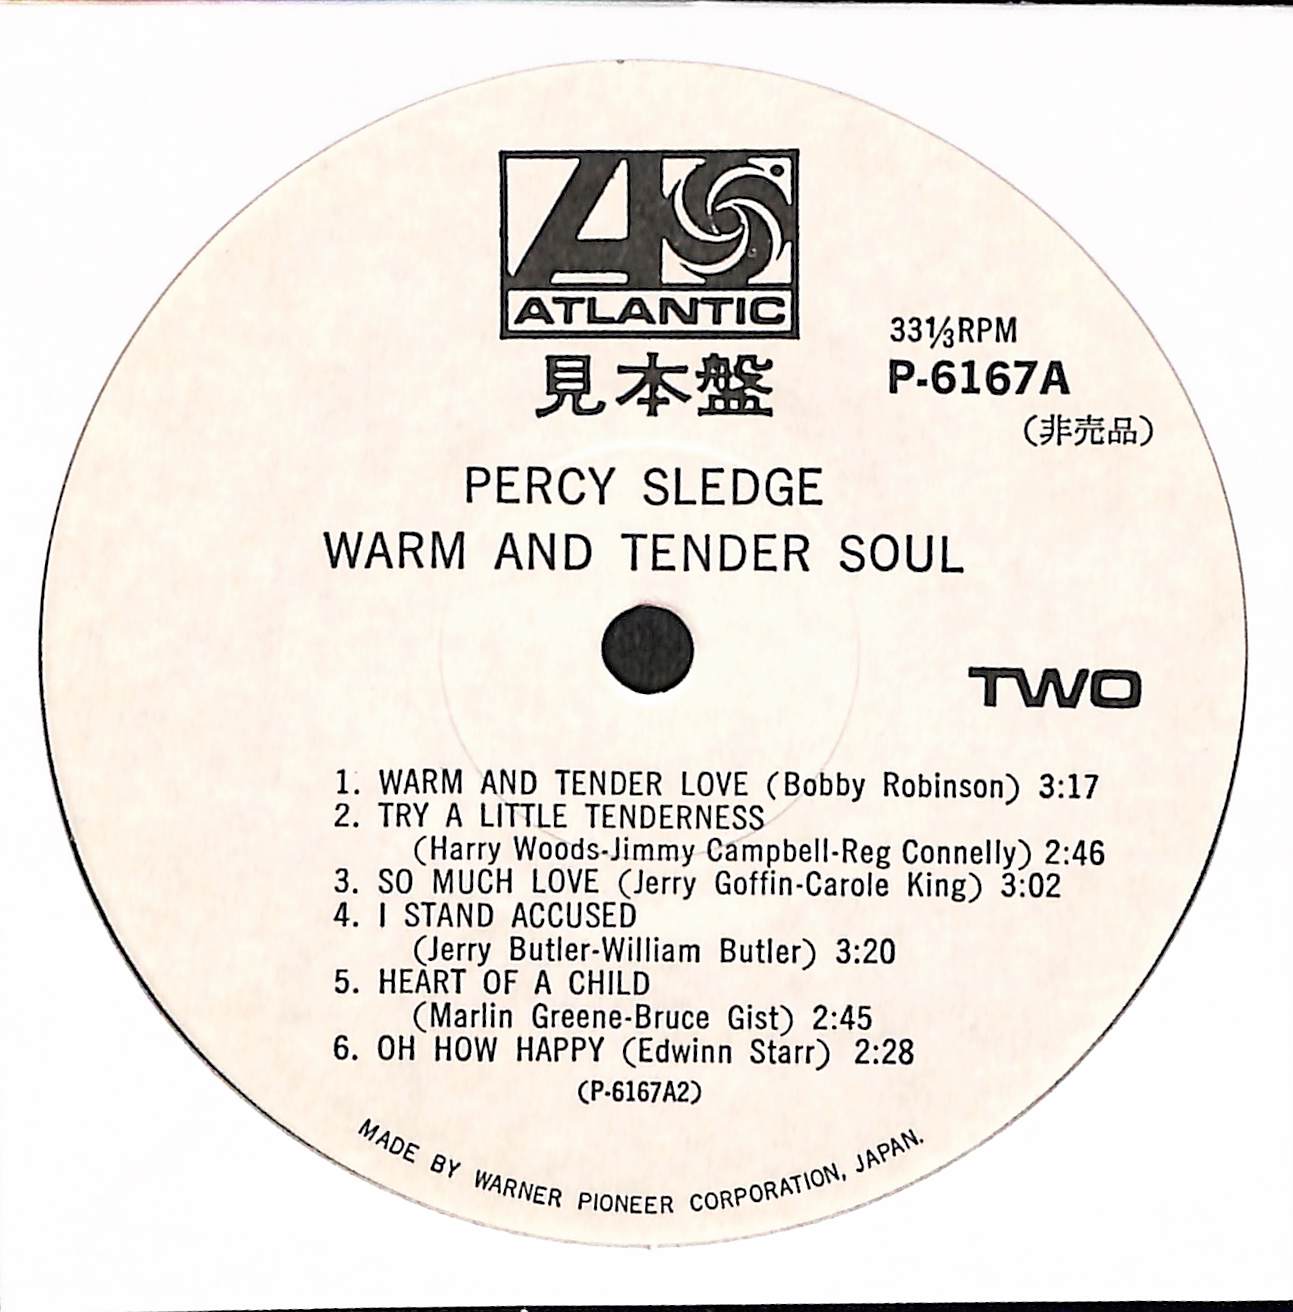 ATLANTIC
見本盤
33⅓RPM
P-6167A
(非売品)
PERCY SLEDGE
WARM AND TENDER SOUL
TWO
1. WARM AND TENDER LOVE (Bobby Robinson) 3:17
2. TRY A LITTLE TENDERNESS
(Harry Woods-Jimmy Campbell-Reg Connelly) 2:46
3. SO MUCH LOVE (Jerry Goffin-Carole King) 3:02
4. I STAND ACCUSED
(Jerry Butler-William Butler) 3:20
5. HEART OF A CHILD
(Marlin Greene-Bruce Gist) 2:45
6. OH HOW HAPPY (Edwinn Starr) 2:28
(P-6167A2)
MADE BY WARNER PIONEER CORPORATION, JAPAN.